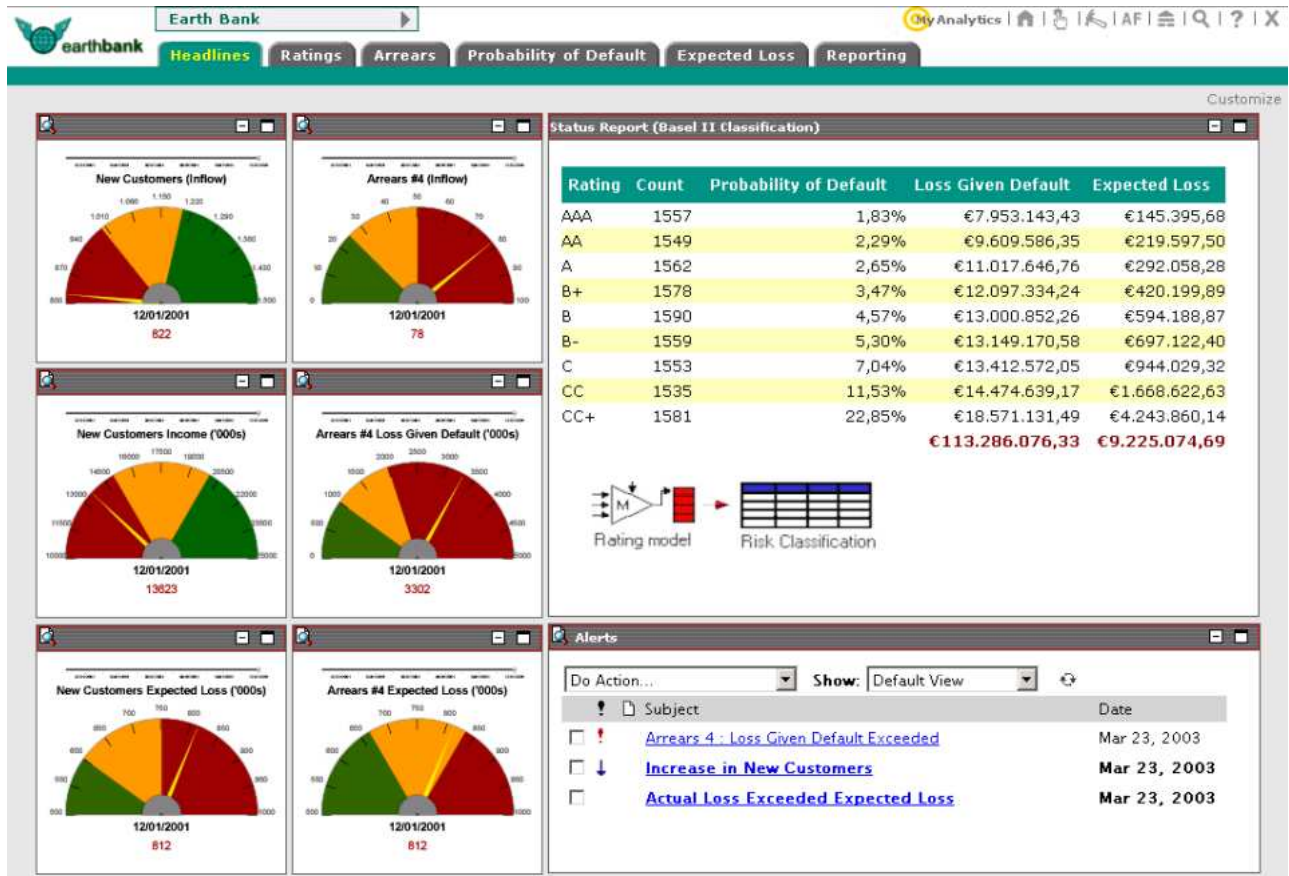 Earth Bank
MyAnalytics | AF | ? | X
earthbank
Headlines Ratings Arrears Probability of Default Expected Loss Reporting
Customize
New Customers (Inflow)
12/01/2001
822
Arrears #4 (Inflow)
12/01/2001
78
New Customers Income ('000s)
12/01/2001
13623
Arrears #4 Loss Given Default ('000s)
12/01/2001
3302
New Customers Expected Loss ('000s)
12/01/2001
812
Arrears #4 Expected Loss ('000s)
12/01/2001
812
Status Report (Basel II Classification)
Rating Count Probability of Default Loss Given Default Expected Loss
AAA 1557 1,83% €7.953.143,43 €145.395,68
AA 1549 2,29% €9.609.586,35 €219.597,50
A 1562 2,65% €11.017.646,76 €292.058,28
B+ 1578 3,47% €12.097.334,24 €420.199,89
B 1590 4,57% €13.000.852,26 €594.188,87
B- 1559 5,30% €13.149.170,58 €697.122,40
C 1553 7,04% €13.412.572,05 €944.029,32
CC 1535 11,53% €14.474.639,17 €1.668.622,63
CC+ 1581 22,85% €18.571.131,49 €4.243.860,14
€113.286.076,33 €9.225.074,69
M
Rating model Risk Classification
Alerts
Do Action... Show: Default View
! Subject Date
! Arrears 4 : Loss Given Default Exceeded Mar 23, 2003
Increase in New Customers Mar 23, 2003
Actual Loss Exceeded Expected Loss Mar 23, 2003